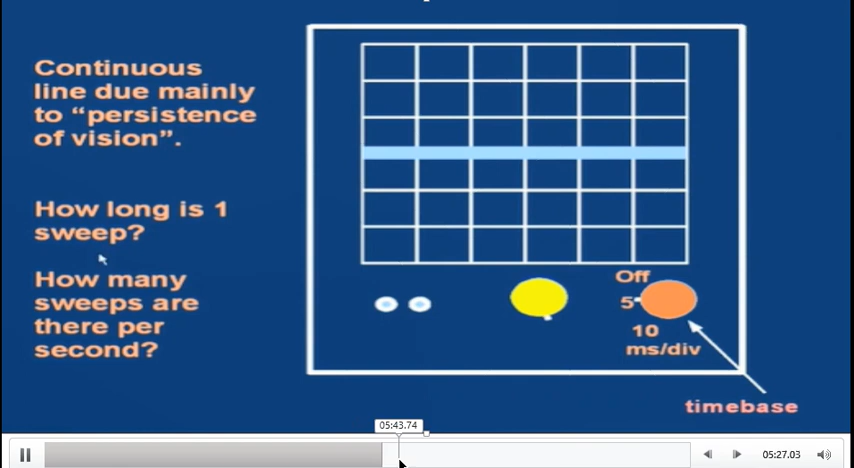 Continuous
line due mainly
to “persistence
of vision”.
How long is 1
sweep?
How many
sweeps are
there per
second?
Off
5
10
ms/div
timebase
05:43.74
05:27.03